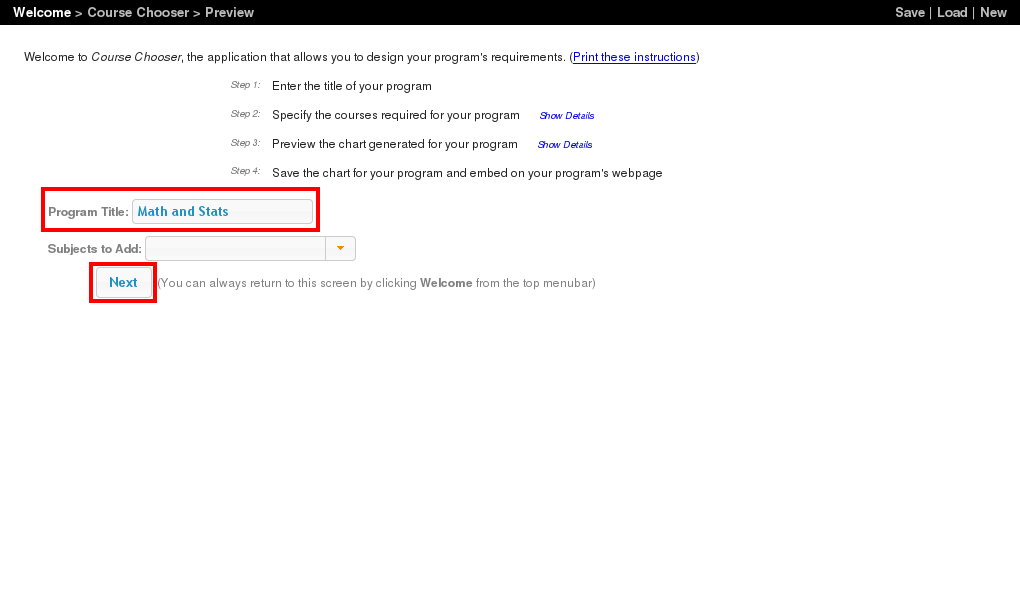 Welcome > Course Chooser > Preview Save | Load | New
Welcome to Course Chooser, the application that allows you to design your program's requirements. (Print these instructions)
Step 1: Enter the title of your program
Step 2: Specify the courses required for your program Show Details
Step 3: Preview the chart generated for your program Show Details
Step 4: Save the chart for your program and embed on your program's webpage
Program Title: Math and Stats
Subjects to Add:
Next (You can always return to this screen by clicking Welcome from the top menubar)